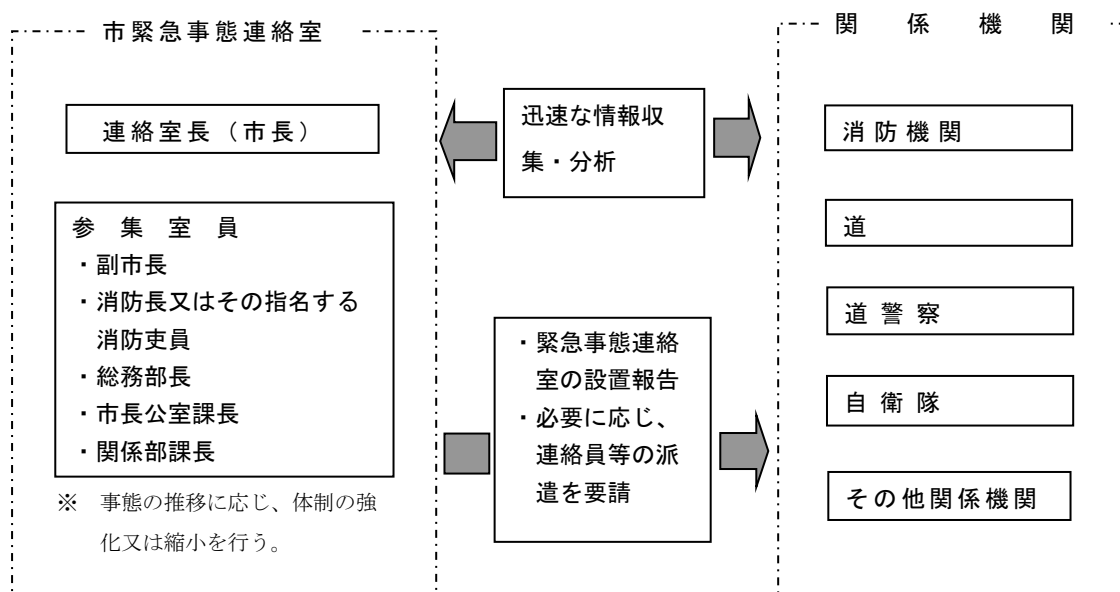 市緊急事態連絡室
連絡室長（市長）
参集室員
・副市長
・消防長又はその指名する
消防吏員
・総務部長
・市長公室課長
・関係部課長
※ 事態の推移に応じ、体制の強
化又は縮小を行う。
迅速な情報収
集・分析
・緊急事態連絡
室の設置報告
・必要に応じ、
連絡員等の派
遣を要請
関係機関
消防機関
道
道警察
自衛隊
その他関係機関